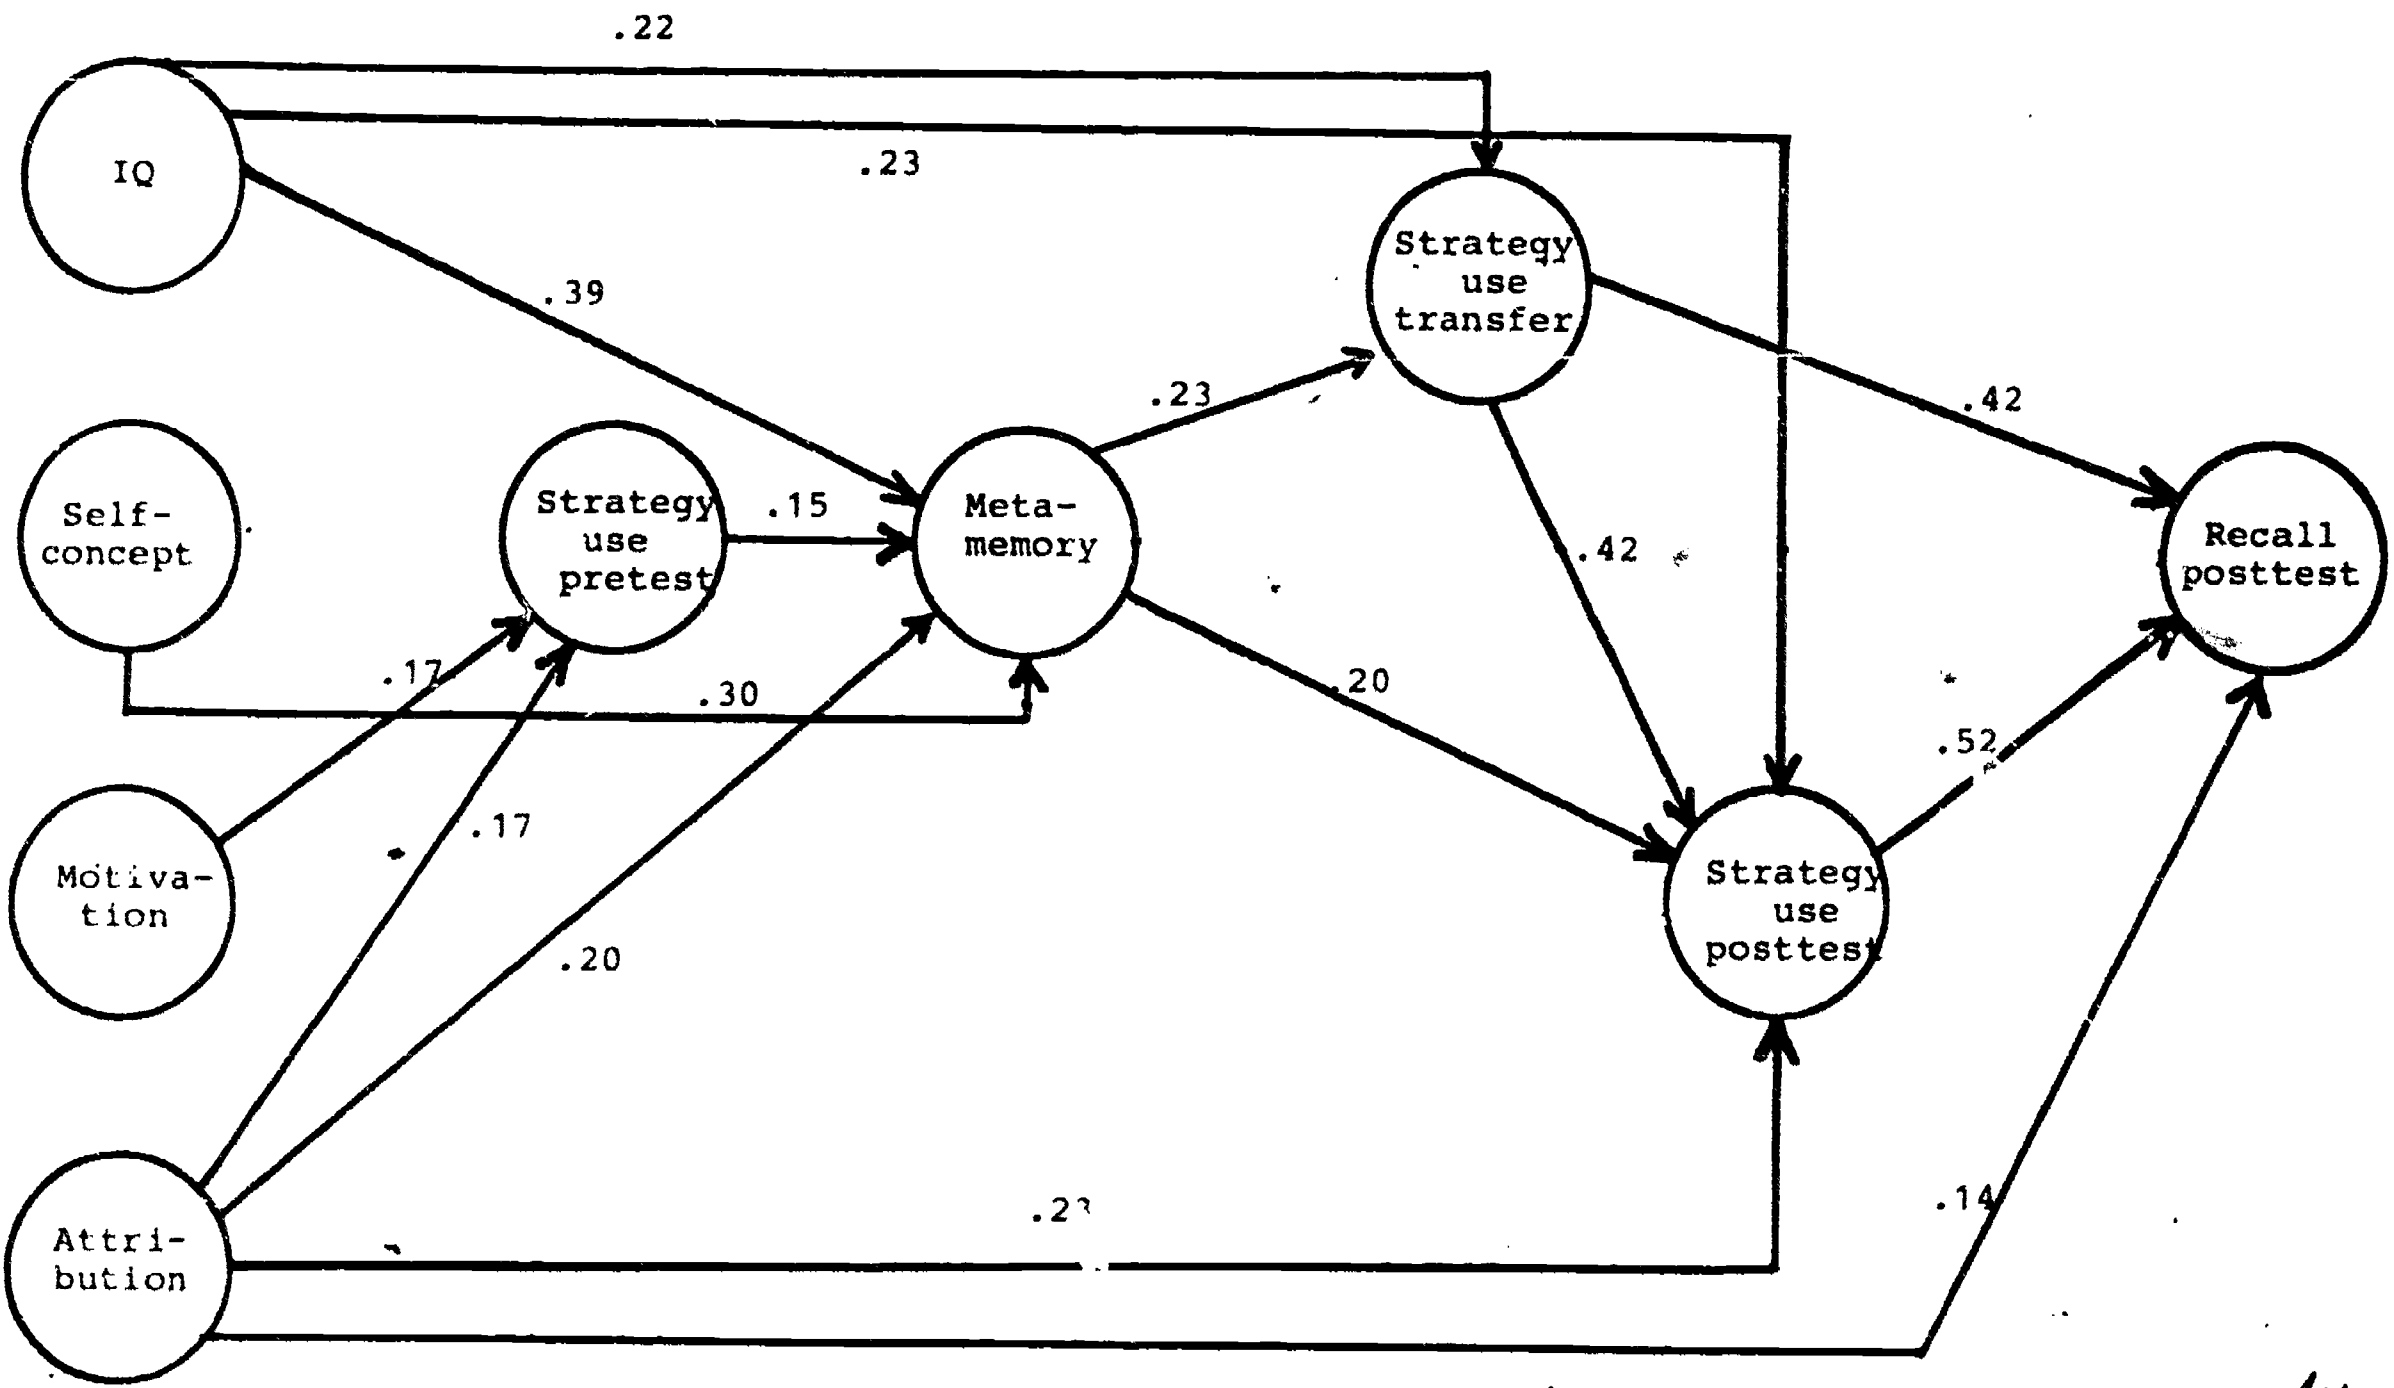 .22
IQ
.23
.39
Strategy
use
transfer
.23
.42
Self-
concept
Strategy
use
pretest
.15
Meta-
memory
.42
Recall
posttest
.17
.30
.20
.52
.17
Motiva-
tion
Strategy
use
posttest
.20
Attri-
bution
.14